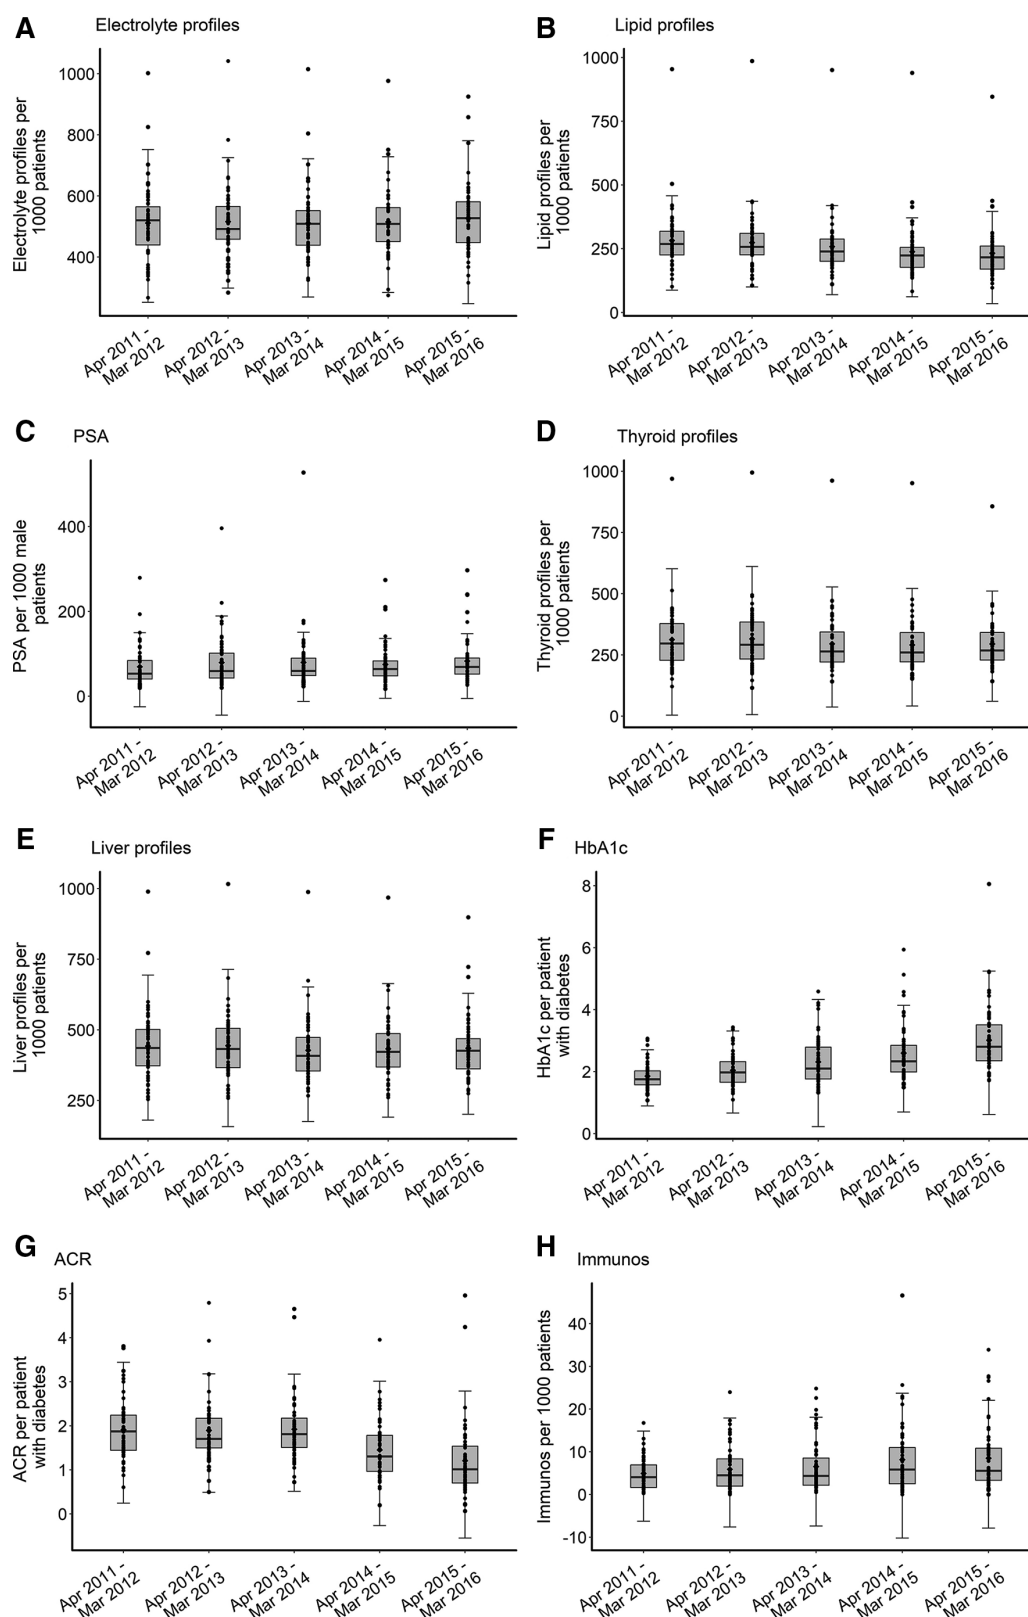 A Electrolyte profiles
Electrolyte profiles per
1000 patients
1000
800
600
400
Apr 2011 -
Mar 2012
Apr 2012 -
Mar 2013
Apr 2013 -
Mar 2014
Apr 2014 -
Mar 2015
Apr 2015 -
Mar 2016
B Lipid profiles
Lipid profiles per
1000 patients
1000
750
500
250
0
Apr 2011 -
Mar 2012
Apr 2012 -
Mar 2013
Apr 2013 -
Mar 2014
Apr 2014 -
Mar 2015
Apr 2015 -
Mar 2016
C PSA
PSA per 1000 male
patients
400
200
0
Apr 2011 -
Mar 2012
Apr 2012 -
Mar 2013
Apr 2013 -
Mar 2014
Apr 2014 -
Mar 2015
Apr 2015 -
Mar 2016
D Thyroid profiles
Thyroid profiles per
1000 patients
1000
750
500
250
0
Apr 2011 -
Mar 2012
Apr 2012 -
Mar 2013
Apr 2013 -
Mar 2014
Apr 2014 -
Mar 2015
Apr 2015 -
Mar 2016
E Liver profiles
Liver profiles per
1000 patients
1000
750
500
250
Apr 2011 -
Mar 2012
Apr 2012 -
Mar 2013
Apr 2013 -
Mar 2014
Apr 2014 -
Mar 2015
Apr 2015 -
Mar 2016
F HbA1c
HbA1c per patient
with diabetes
8
6
4
2
0
Apr 2011 -
Mar 2012
Apr 2012 -
Mar 2013
Apr 2013 -
Mar 2014
Apr 2014 -
Mar 2015
Apr 2015 -
Mar 2016
G ACR
ACR per patient
with diabetes
5
4
3
2
1
0
Apr 2011 -
Mar 2012
Apr 2012 -
Mar 2013
Apr 2013 -
Mar 2014
Apr 2014 -
Mar 2015
Apr 2015 -
Mar 2016
H Immunos
Immunos per 1000 patients
40
30
20
10
0
-10
Apr 2011 -
Mar 2012
Apr 2012 -
Mar 2013
Apr 2013 -
Mar 2014
Apr 2014 -
Mar 2015
Apr 2015 -
Mar 2016